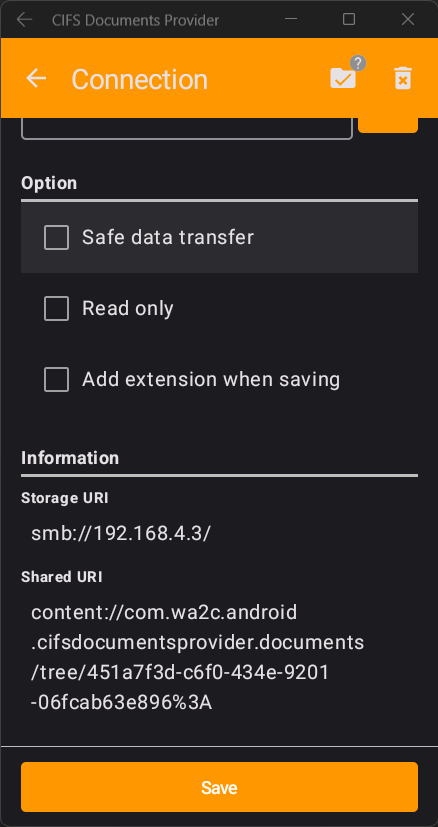 CIFS Documents Provider
Connection
?
Option
Safe data transfer
Read only
Add extension when saving
Information
Storage URI
smb://192.168.4.3/
Shared URI
content://com.wa2c.android
.cifsdocumentsprovider.documents
/tree/451a7f3d-c6f0-434e-9201
-06fcab63e896%3A
Save